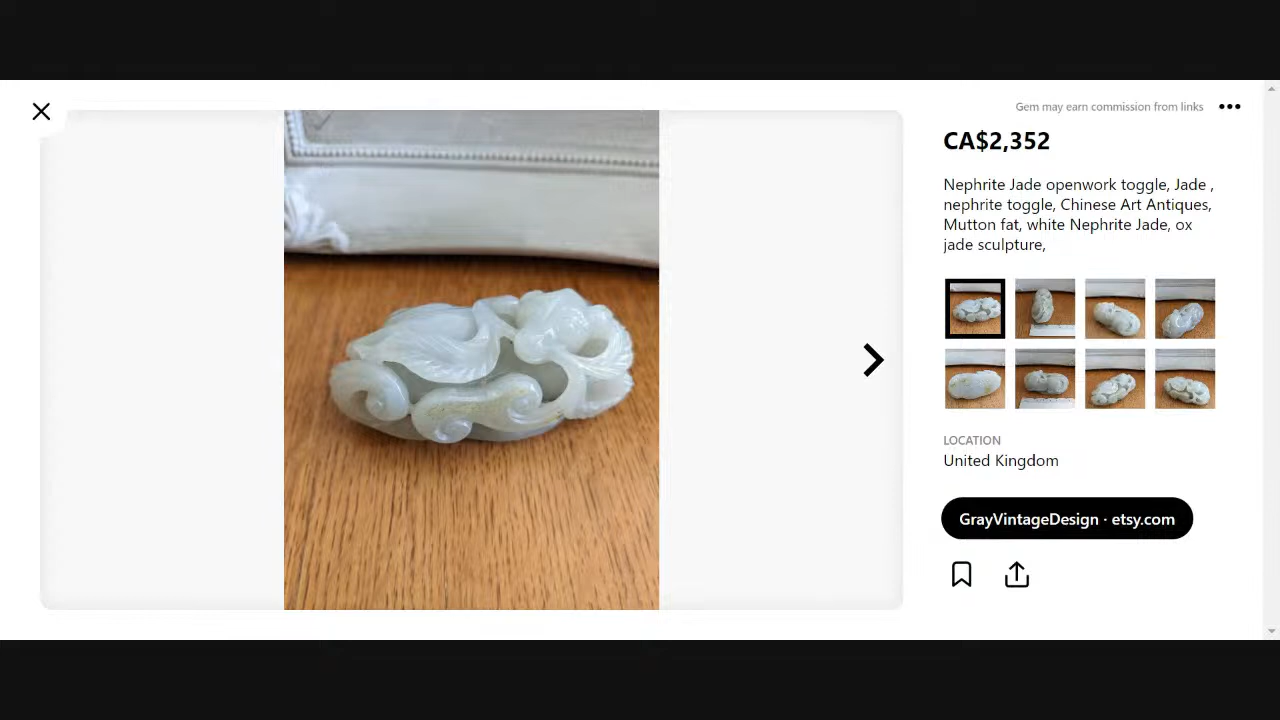 Gem may earn commission from links
CA$2,352
Nephrite Jade openwork toggle, Jade ,
nephrite toggle, Chinese Art Antiques,
Mutton fat, white Nephrite Jade, ox
jade sculpture,
LOCATION
United Kingdom
GrayVintageDesign · etsy.com